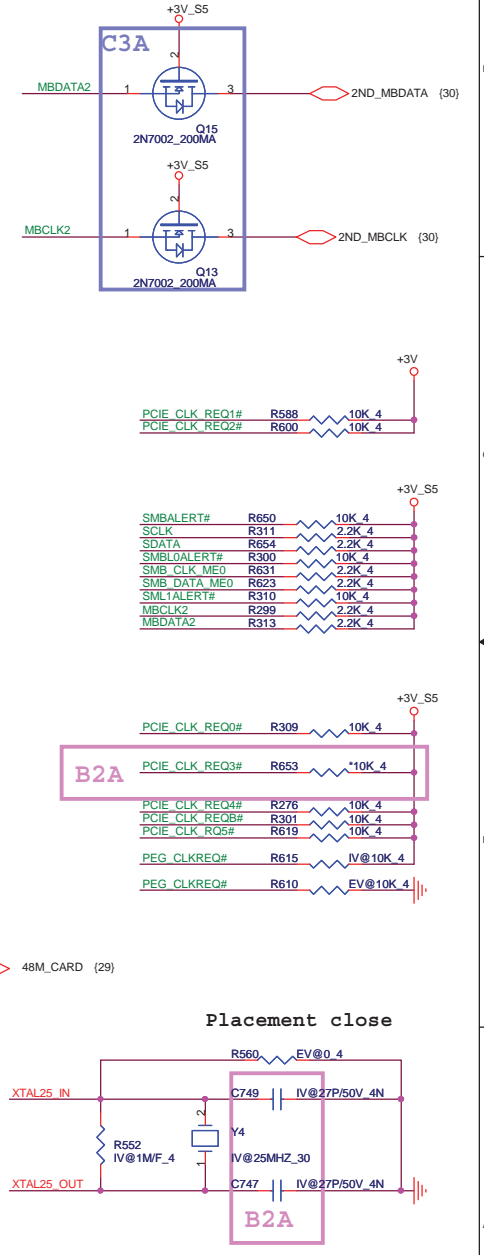 +3V_S5
C3A
2
MBDATA2 1 3 2ND_MBDATA {30}
Q15
2N7002_200MA
+3V_S5
2
MBCLK2 1 3 2ND_MBCLK {30}
Q13
2N7002_200MA
+3V
PCIE_CLK_REQ1# R588 10K_4
PCIE_CLK_REQ2# R600 10K_4
+3V_S5
SMBALERT# R650 10K_4
SCLK R311 2.2K_4
SDATA R654 2.2K_4
SMBL0ALERT# R300 10K_4
SMB_CLK_ME0 R631 2.2K_4
SMB_DATA_ME0 R623 2.2K_4
SML1ALERT# R310 10K_4
MBCLK2 R299 2.2K_4
MBDATA2 R313 2.2K_4
+3V_S5
PCIE_CLK_REQ0# R309 10K_4
B2A PCIE_CLK_REQ3# R653 *10K_4
PCIE_CLK_REQ4# R276 10K_4
PCIE_CLK_REQB# R301 10K_4
PCIE_CLK_RQ5# R619 10K_4
PEG_CLKREQ# R615 IV@10K_4
PEG_CLKREQ# R610 EV@10K_4
48M_CARD {29}
Placement close
R560 EV@0_4
XTAL25_IN C749 IV@27P/50V_4N
2
Y4
R552
IV@1M/F_4 IV@25MHZ_30
1
XTAL25_OUT C747 IV@27P/50V_4N
B2A